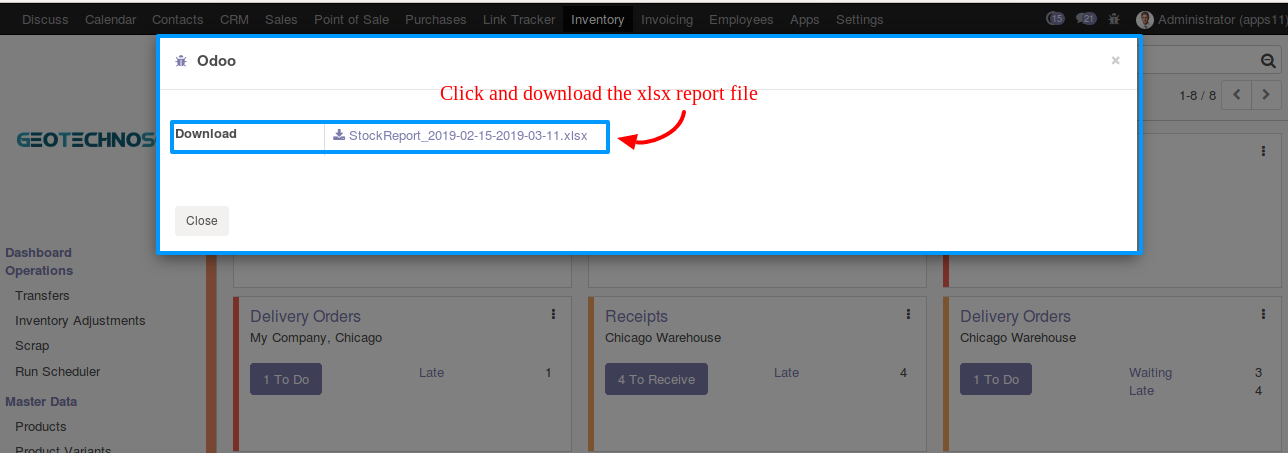 Discuss Calendar Contacts CRM Sales Point of Sale Purchases Link Tracker Inventory Invoicing Employees Apps Settings 15 21 Administrator (apps11)
Odoo ×
Click and download the xlsx report file
1-8 / 8
Download StockReport_2019-02-15-2019-03-11.xlsx
GEOTECHNOS
Close
Dashboard
Operations
Transfers
Inventory Adjustments
Scrap
Run Scheduler
Master Data
Products
Product Variants
Delivery Orders
My Company, Chicago
1 To Do Late 1
Receipts
Chicago Warehouse
4 To Receive Late 4
Delivery Orders
Chicago Warehouse
1 To Do Waiting 3
Late 4